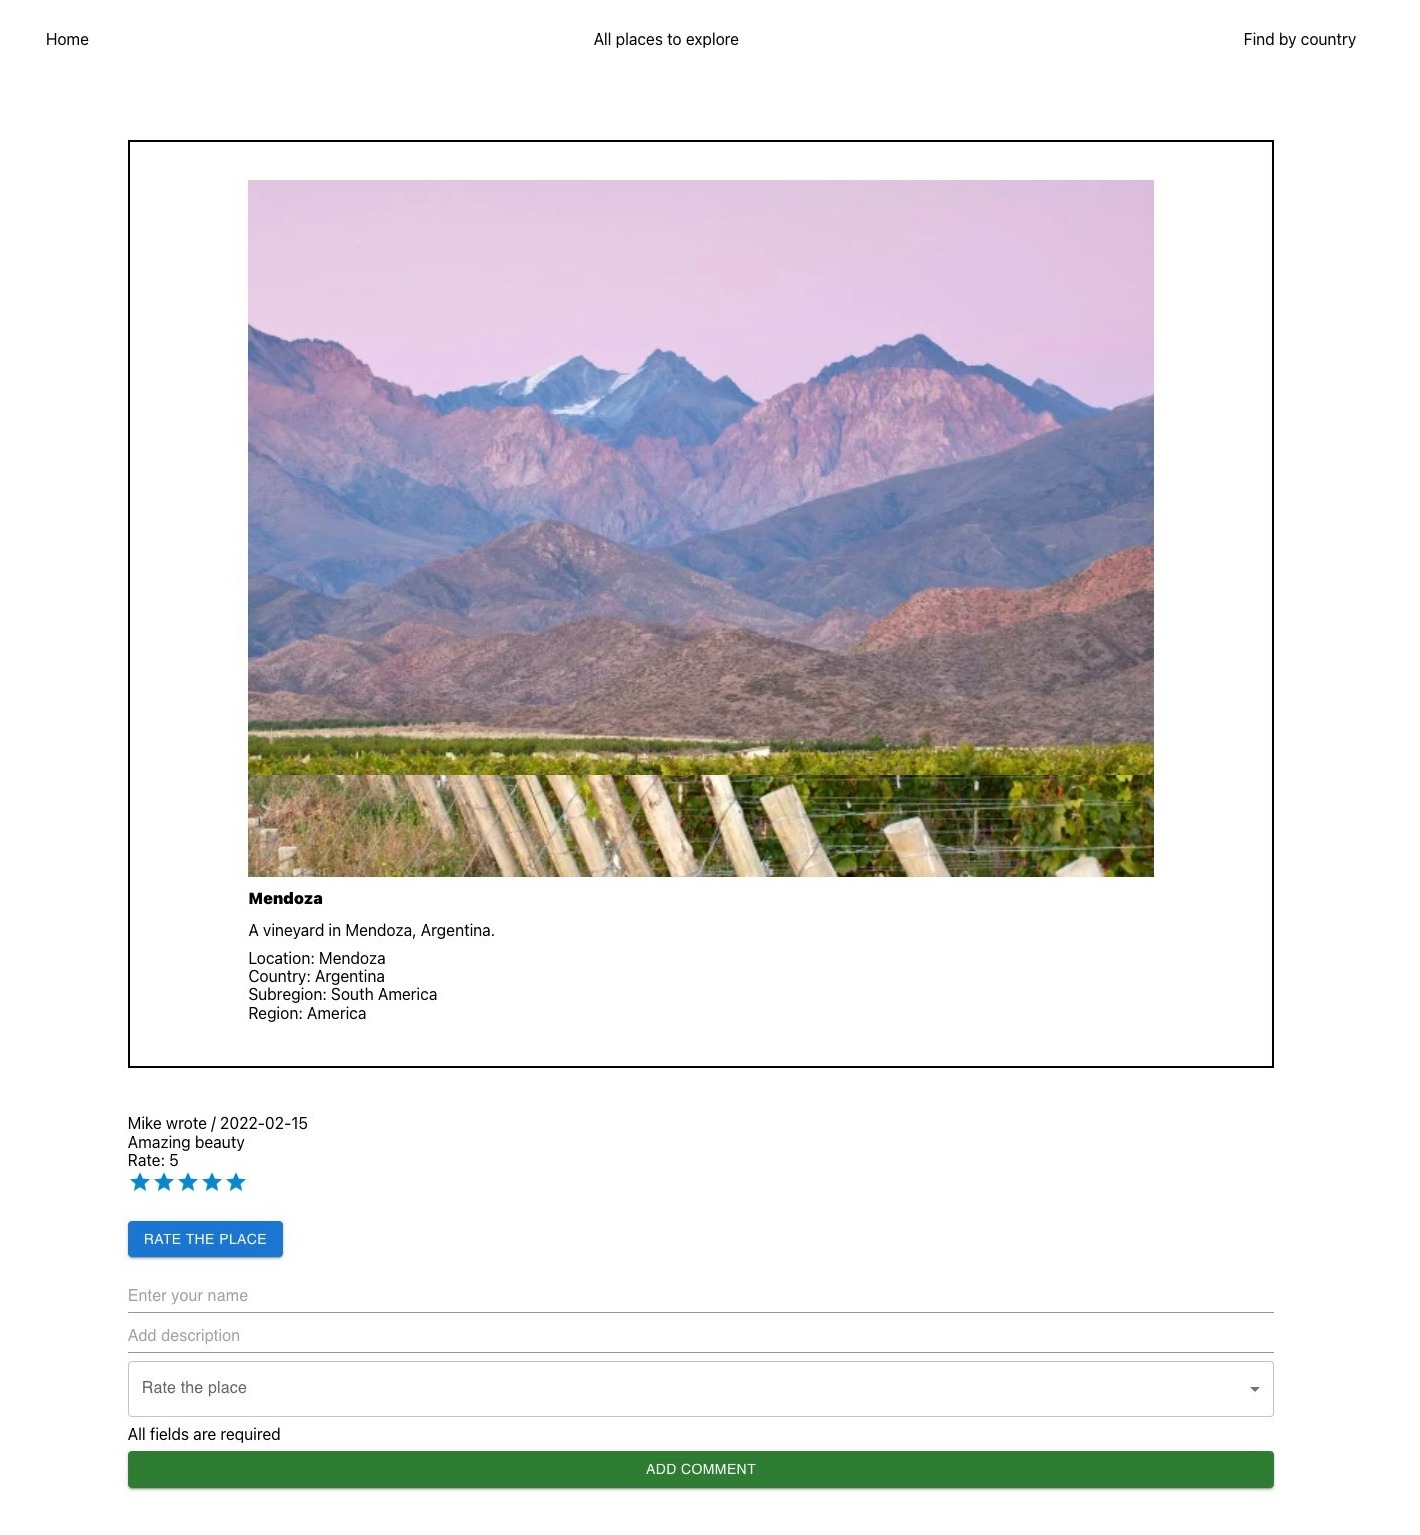 Home
All places to explore
Find by country
Mendoza
A vineyard in Mendoza, Argentina.
Location: Mendoza
Country: Argentina
Subregion: South America
Region: America
Mike wrote / 2022-02-15
Amazing beauty
Rate: 5
RATE THE PLACE
Enter your name
Add description
Rate the place
All fields are required
ADD COMMENT